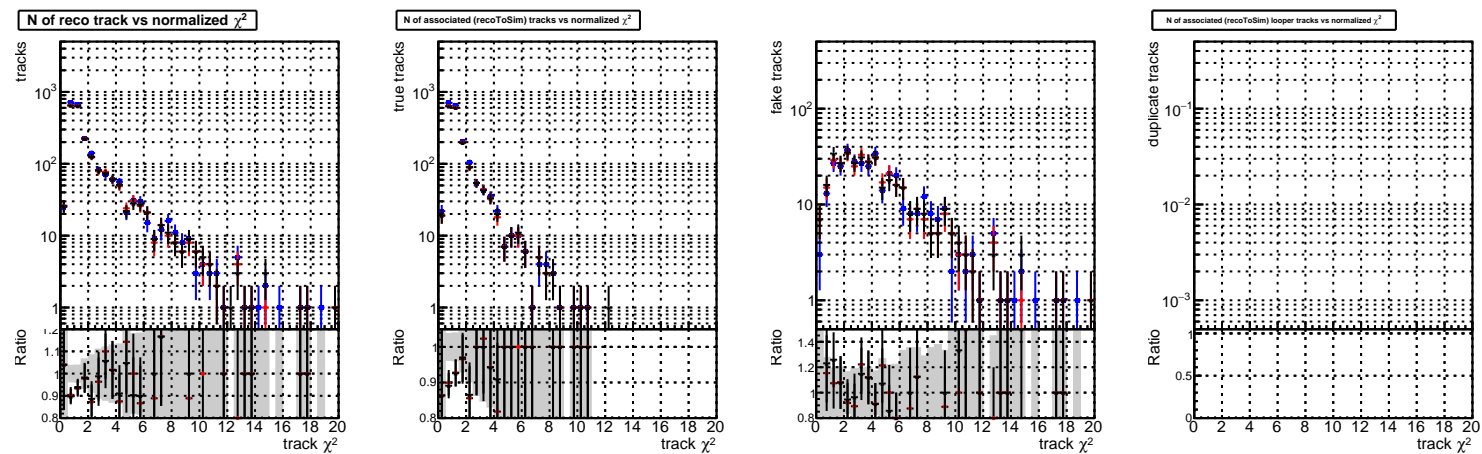 N of reco track vs normalized χ²
N of associated (recoToSim) tracks vs normalized χ²
N of associated (recoToSim) looper tracks vs normalized χ²
tracks
10³
10²
10
1
Ratio
1.2
1.1
1
0.9
0.8
0 2 4 6 8 10 12 14 16 18 20
track χ²
true tracks
10³
10²
10
1
Ratio
1
0.9
0.8
0 2 4 6 8 10 12 14 16 18 20
track χ²
fake tracks
10²
10
1
Ratio
1.4
1.2
1
0.8
0 2 4 6 8 10 12 14 16 18 20
track χ²
duplicate tracks
10⁻¹
10⁻²
10⁻³
Ratio
1
0.5
0
0 2 4 6 8 10 12 14 16 18 20
track χ²